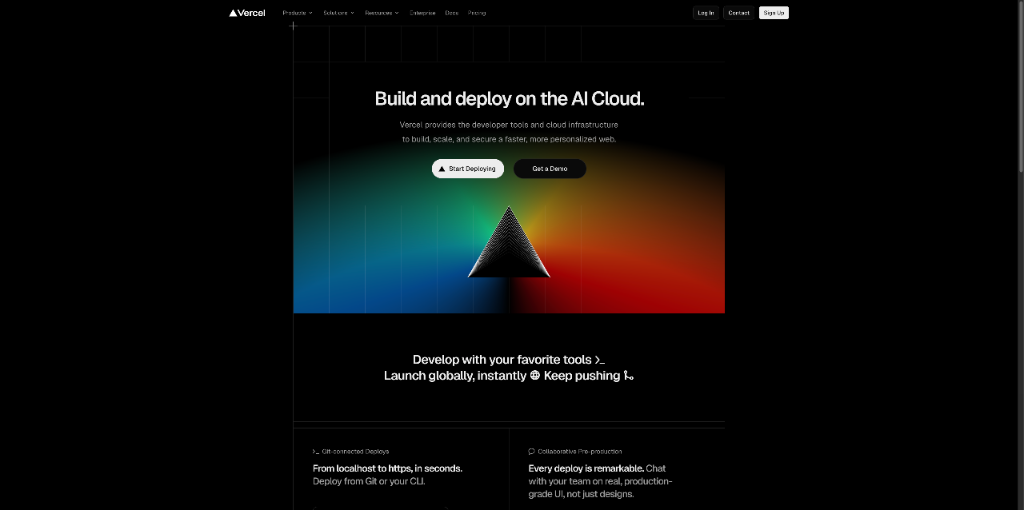 Vercel
Products Solutions Resources Enterprise Docs Pricing
Log In Contact Sign Up
Build and deploy on the AI Cloud.
Vercel provides the developer tools and cloud infrastructure
to build, scale, and secure a faster, more personalized web.
Start Deploying Get a Demo
Develop with your favorite tools
Launch globally, instantly Keep pushing
Git-connected Deploys
From localhost to https, in seconds.
Deploy from Git or your CLI.
Collaborative Pre-production
Every deploy is remarkable. Chat
with your team on real, production-
grade UI, not just designs.